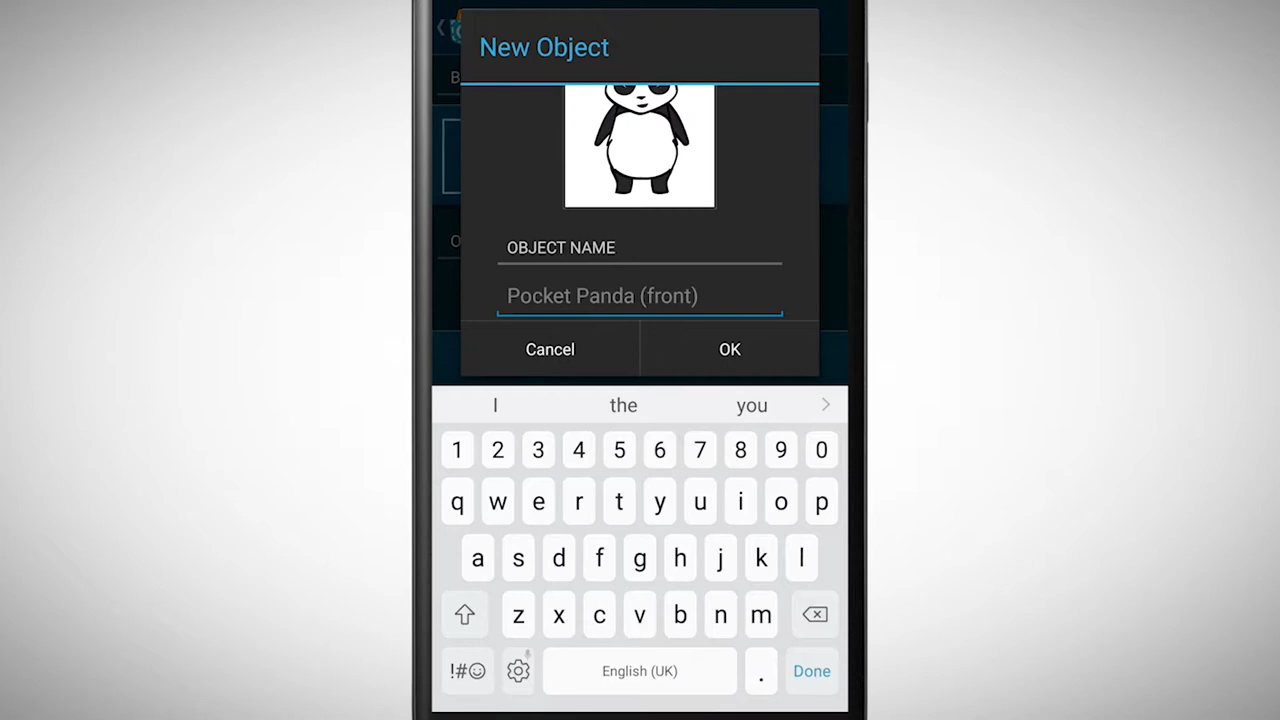 New Object
B
O
OBJECT NAME
Pocket Panda (front)
Cancel OK
I the you
1 2 3 4 5 6 7 8 9 0
q w e r t y u i o p
a s d f g h j k l
z x c v b n m
!#☺ English (UK) . Done